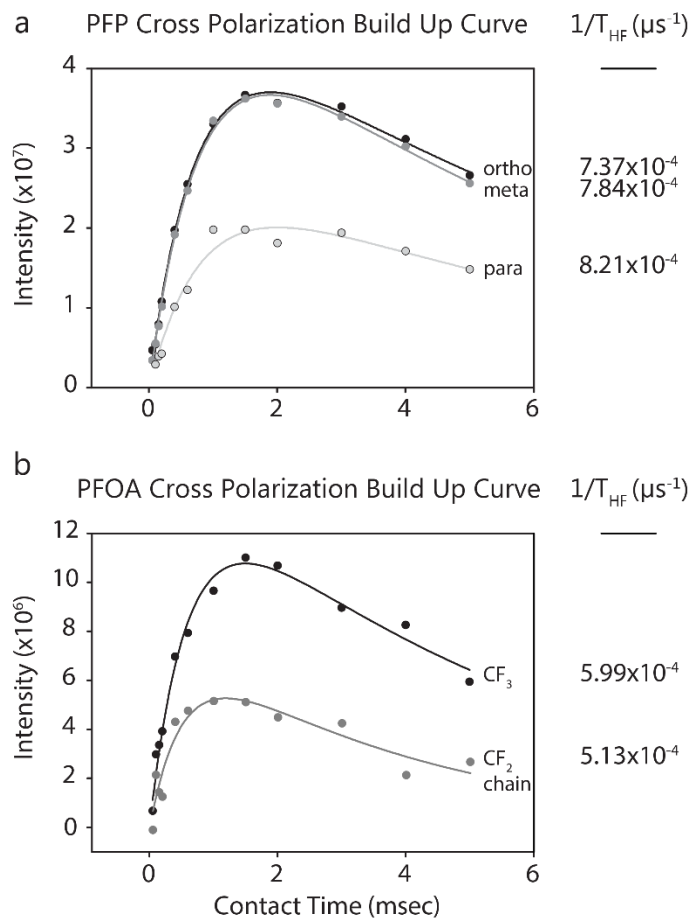 a
PFP Cross Polarization Build Up Curve
1/T_HF (μs⁻¹)
4
3
2
1
0
Intensity (x10⁷)
ortho
meta
para
7.37x10⁻⁴
7.84x10⁻⁴
8.21x10⁻⁴
0 2 4 6
b
PFOA Cross Polarization Build Up Curve
1/T_HF (μs⁻¹)
12
10
8
6
4
2
0
Intensity (x10⁶)
CF₃
CF₂
chain
5.99x10⁻⁴
5.13x10⁻⁴
0 2 4 6
Contact Time (msec)